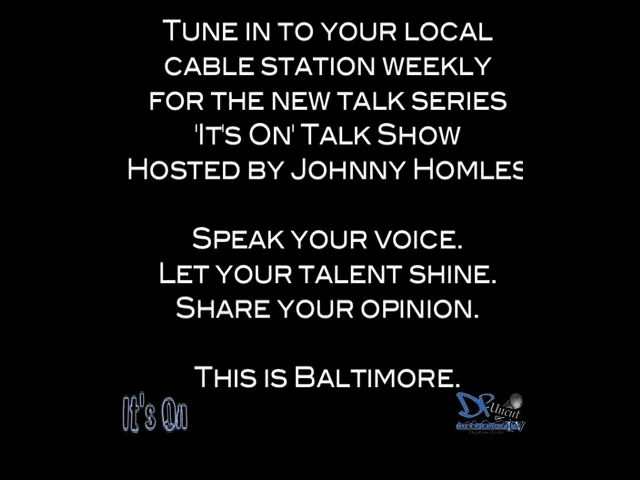 Tune in to your local
cable station weekly
for the new talk series
'It's On' Talk Show
Hosted by Johnny Homles

Speak your voice.
Let your talent shine.
Share your opinion.

This is Baltimore.
It's On
Uncut